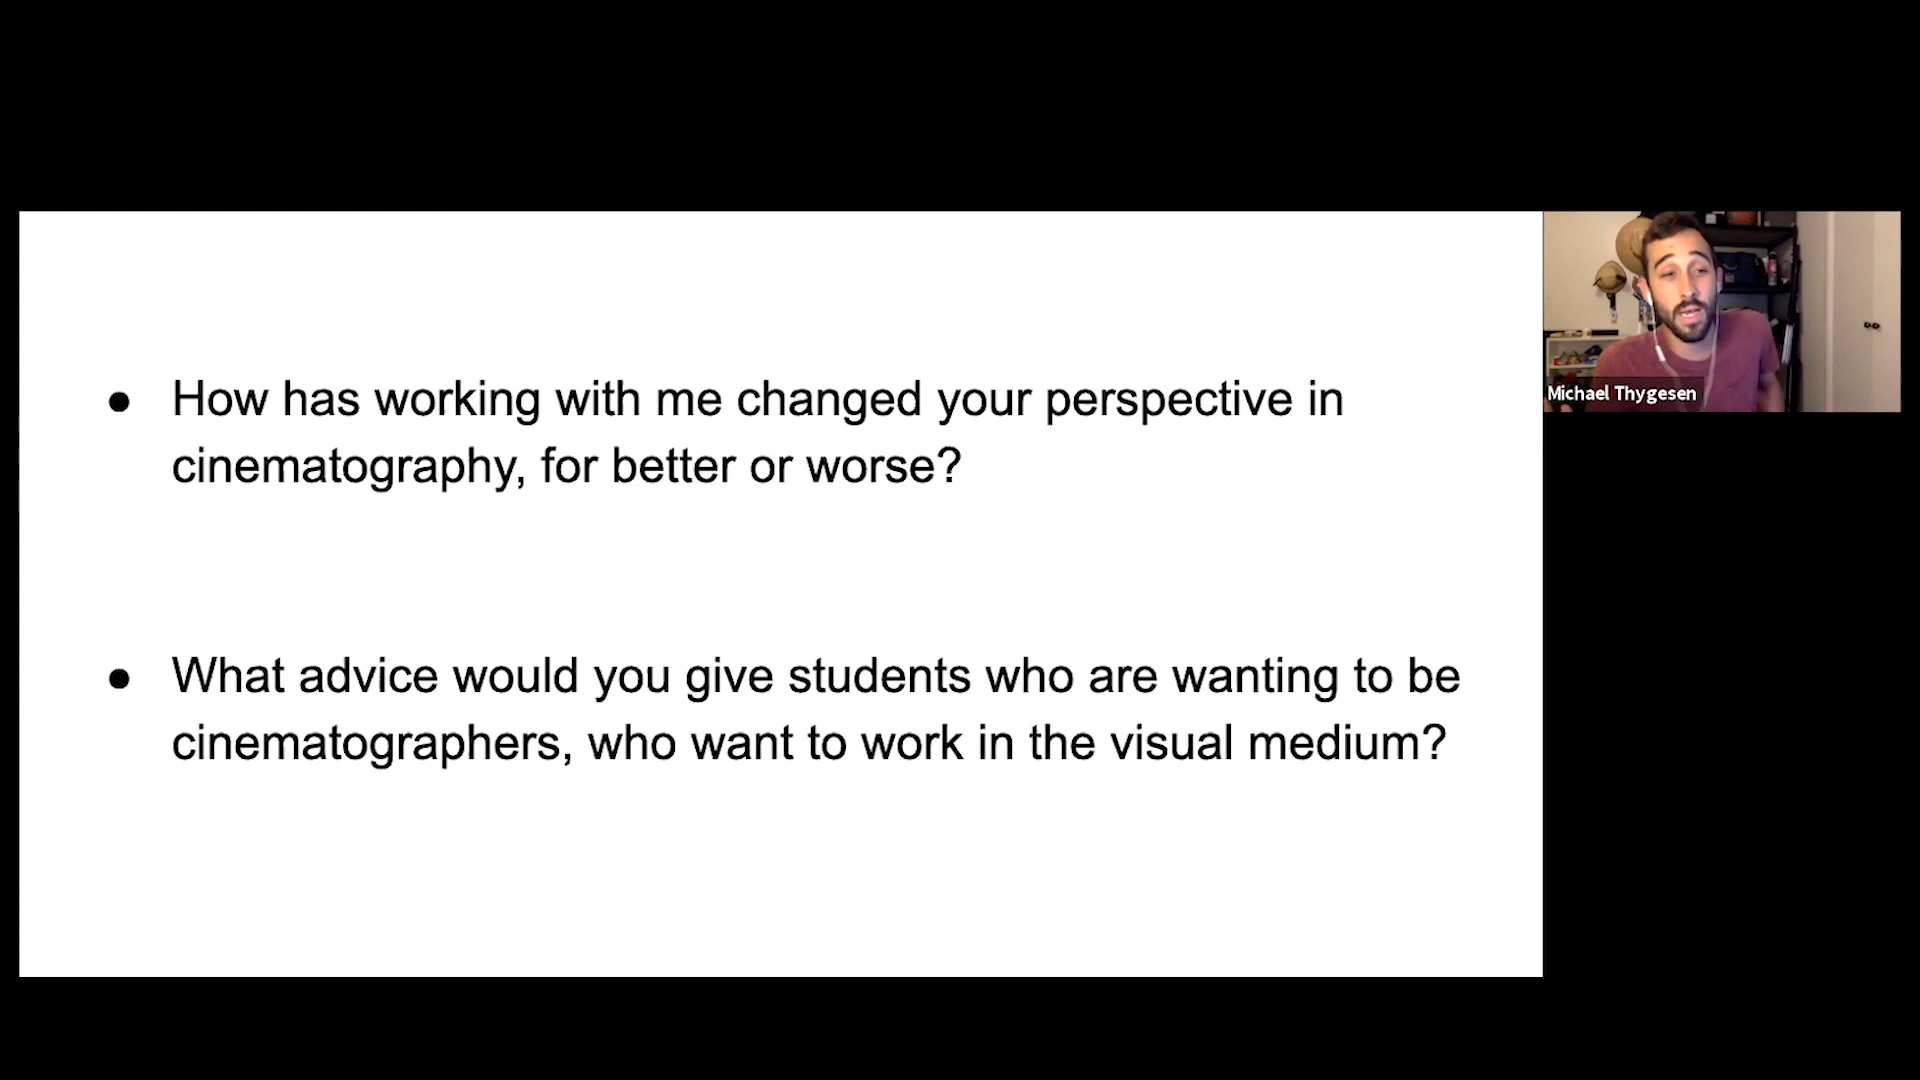 ● How has working with me changed your perspective in
cinematography, for better or worse?
● What advice would you give students who are wanting to be
cinematographers, who want to work in the visual medium?
Michael Thygesen